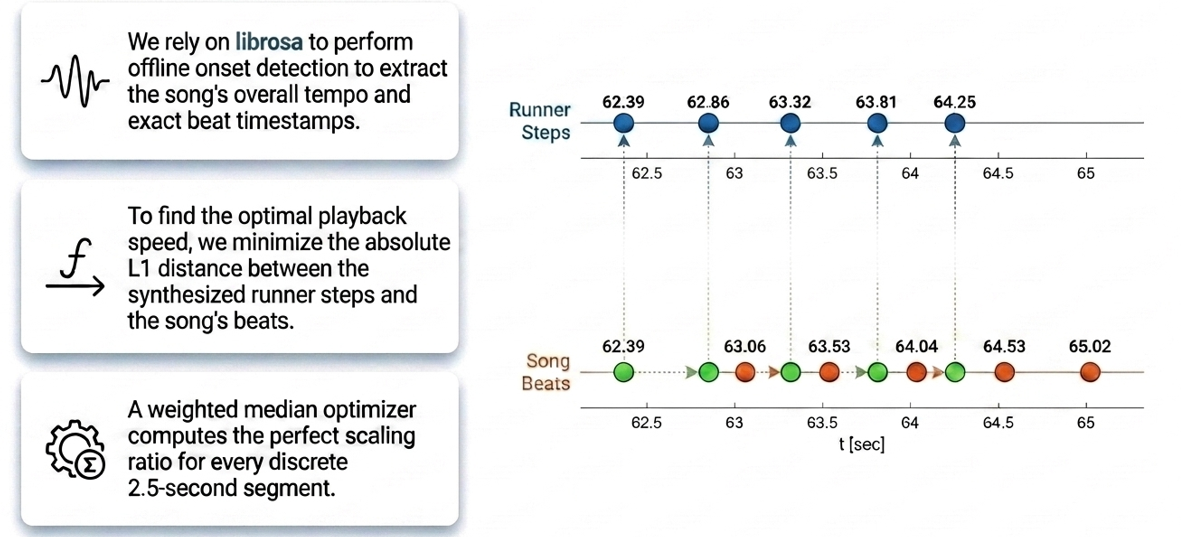 We rely on librosa to perform
offline onset detection to extract
the song's overall tempo and
exact beat timestamps.
To find the optimal playback
speed, we minimize the absolute
L1 distance between the
synthesized runner steps and
the song's beats.
A weighted median optimizer
computes the perfect scaling
ratio for every discrete
2.5-second segment.
Σ
f
Runner
Steps
62.39 62.86 63.32 63.81 64.25
62.5 63 63.5 64 64.5 65
Song
Beats
62.39 63.06 63.53 64.04 64.53 65.02
62.5 63 63.5 64 64.5 65
t [sec]